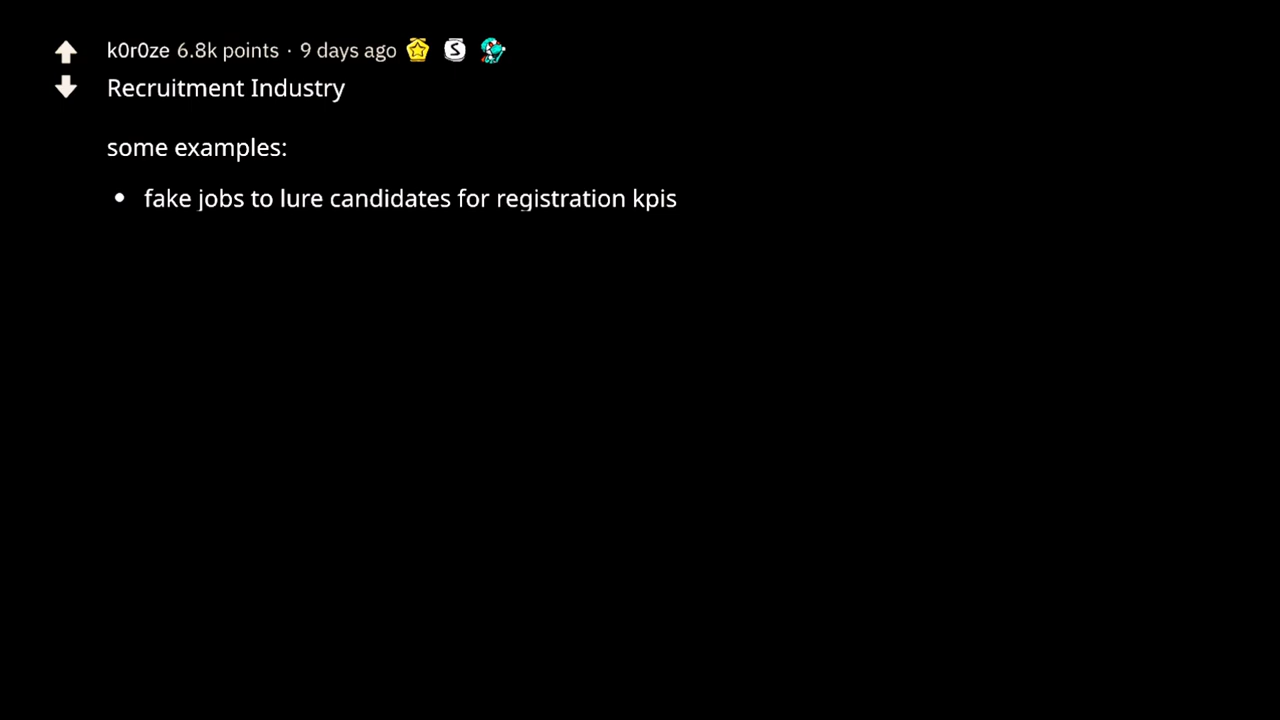 k0r0ze 6.8k points · 9 days ago
Recruitment Industry
some examples:
• fake jobs to lure candidates for registration kpis